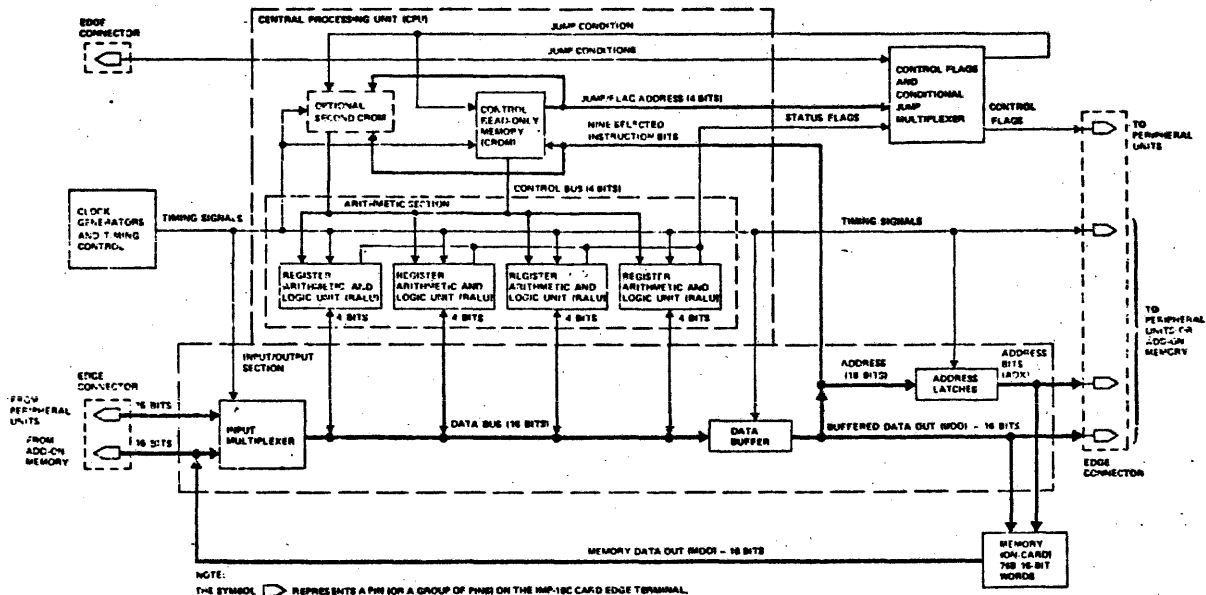 EDGE
CONNECTOR
CENTRAL PROCESSING UNIT (CPU)
JUMP CONDITION
JUMP CONDITIONS
CONTROL FLAGS
AND
CONDITIONAL
JUMP
MULTIPLEXER
OPTIONAL
SECOND CROM
CONTROL
READ-ONLY
MEMORY
(CROM)
JUMP/FLAG ADDRESS (4 BITS)
NINE SELECTED
INSTRUCTION BITS
STATUS FLAGS
CONTROL
FLAGS
TO
PERIPHERAL
UNITS
CONTROL BUS (4 BITS)
CLOCK
GENERATORS
AND TIMING
CONTROL
TIMING SIGNALS
ARITHMETIC SECTION
TIMING SIGNALS
REGISTER
ARITHMETIC AND
LOGIC UNIT (RALU)
REGISTER
ARITHMETIC AND
LOGIC UNIT (RALU)
REGISTER
ARITHMETIC AND
LOGIC UNIT (RALU)
REGISTER
ARITHMETIC AND
LOGIC UNIT (RALU)
4 BITS
4 BITS
4 BITS
4 BITS
TO
PERIPHERAL
UNITS OR
ADD-ON
MEMORY
INPUT/OUTPUT
SECTION
ADDRESS
(16 BITS)
ADDRESS
LATCHES
ADDRESS
BITS
(ADX)
EDGE
CONNECTOR
FROM
PERIPHERAL
UNITS
16 BITS
FROM
ADD-ON
MEMORY
16 BITS
INPUT
MULTIPLEXER
DATA BUS (16 BITS)
DATA
BUFFER
BUFFERED DATA OUT (MDO) - 16 BITS
EDGE
CONNECTOR
MEMORY DATA OUT (MDO) - 16 BITS
MEMORY
(ON-CARD)
768 16-BIT
WORDS
NOTE:
THE SYMBOL REPRESENTS A PIN (OR A GROUP OF PINS) ON THE IMP-16C CARD EDGE TERMINAL.